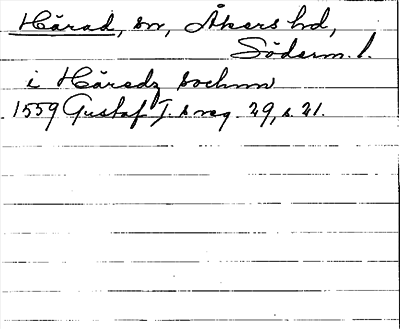 Härad, sn, Åkers hd,
Söderm. l.
i Häredz sochnn
1559 Gustaf I:s reg. 29, s. 21.